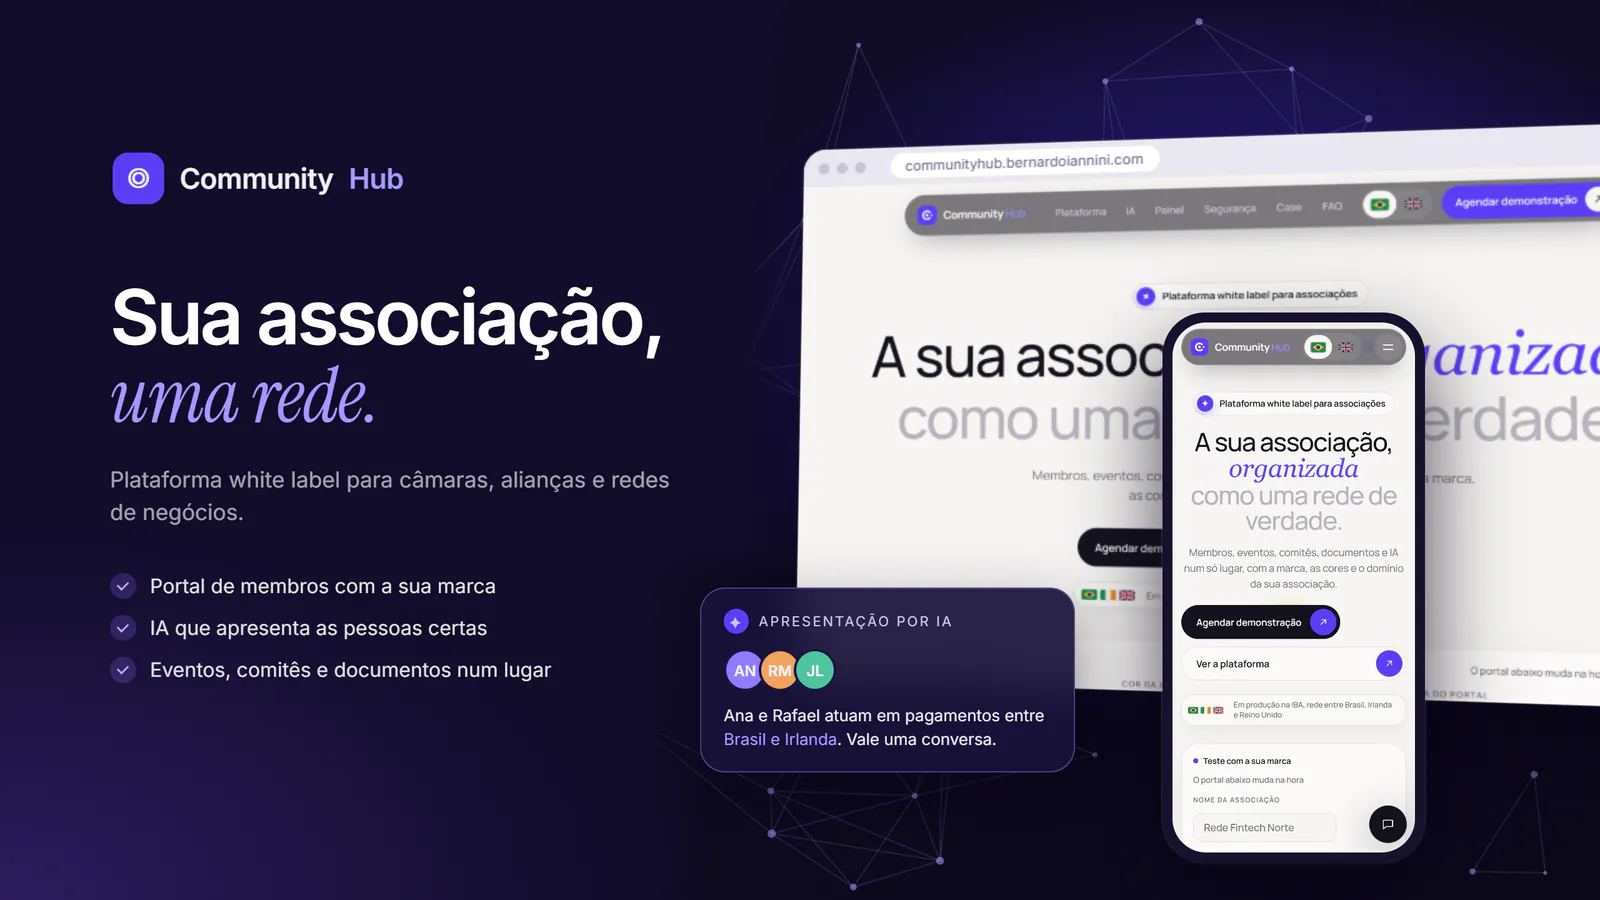 Community Hub
Sua associação,
uma rede.
Plataforma white label para câmaras, alianças e redes
de negócios.
Portal de membros com a sua marca
IA que apresenta as pessoas certas
Eventos, comitês e documentos num lugar
communityhub.bernardoiannini.com
Community Hub Plataforma IA Painel Segurança Case FAQ Agendar demonstração
Plataforma white label para associações
A sua assoc
anizad
como uma
erdade
Membros, eventos, co
marca.
as co
Agendar dem
Em
O portal abaixo muda na ho
COR DA
DO PORTAL
APRESENTAÇÃO POR IA
AN RM JL
Ana e Rafael atuam em pagamentos entre
Brasil e Irlanda. Vale uma conversa.
Community Hub
Plataforma white label para associações
A sua associação,
organizada
como uma rede de
verdade.
Membros, eventos, comitês, documentos e IA
num só lugar, com a marca, as cores e o domínio
da sua associação.
Agendar demonstração
Ver a plataforma
Em produção na IBA, rede entre Brasil, Irlanda
e Reino Unido
Teste com a sua marca
O portal abaixo muda na hora
NOME DA ASSOCIAÇÃO
Rede Fintech Norte